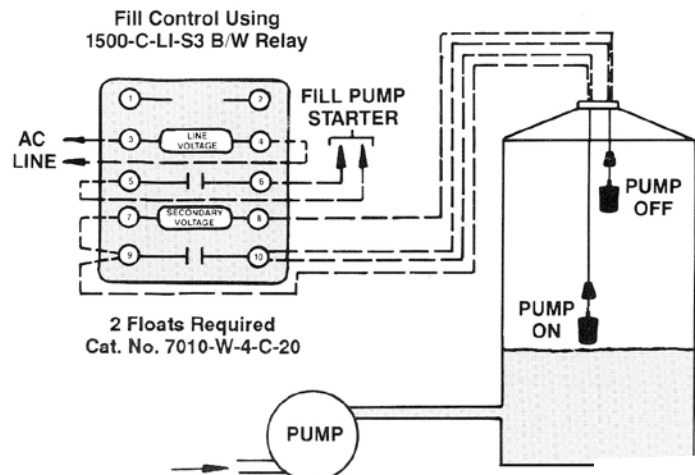 Fill Control Using
1500-C-LI-S3 B/W Relay
1
2
AC
LINE
3
LINE
VOLTAGE
4
FILL PUMP
STARTER
5
6
7
SECONDARY
VOLTAGE
8
9
10
PUMP
OFF
PUMP
ON
2 Floats Required
Cat. No. 7010-W-4-C-20
PUMP